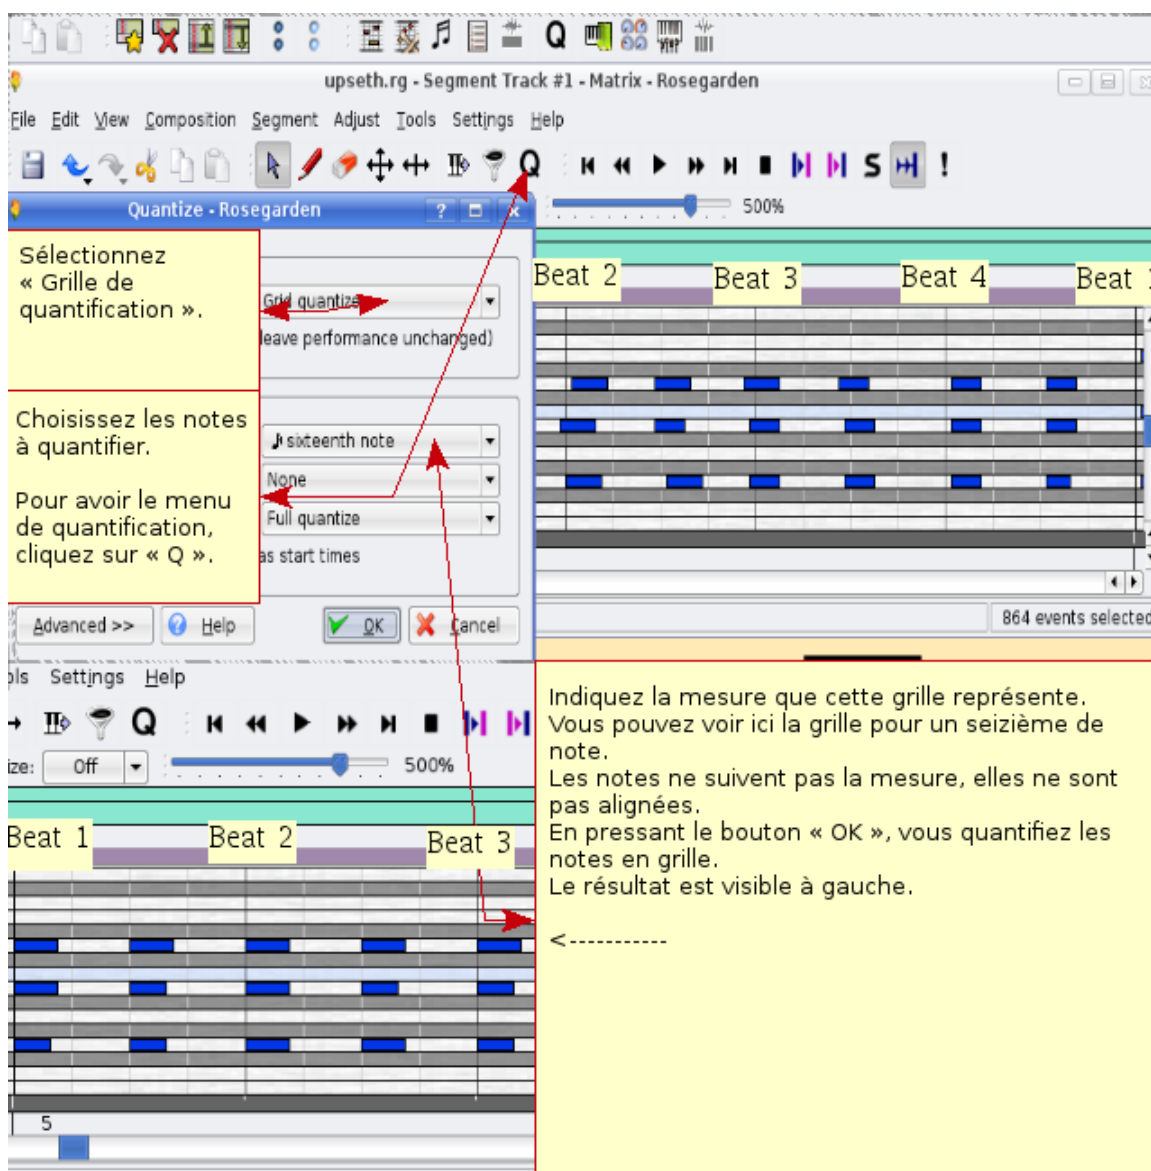 Q
upseth.rg - Segment Track #1 - Matrix - Rosegarden
File Edit View Composition Segment Adjust Tools Settings Help
Q S !
Quantize - Rosegarden ?
500%
Sélectionnez
« Grille de
quantification ».
Grid quantize
leave performance unchanged)
Beat 2 Beat 3 Beat 4 Beat
Choisissez les notes
à quantifier.
Pour avoir le menu
de quantification,
cliquez sur « Q ».
sixteenth note
None
Full quantize
as start times
Advanced >> Help OK Cancel
864 events selected
ols Settings Help
Q
ize: Off 500%
Beat 1 Beat 2 Beat 3
5
Indiquez la mesure que cette grille représente.
Vous pouvez voir ici la grille pour un seizième de
note.
Les notes ne suivent pas la mesure, elles ne sont
pas alignées.
En pressant le bouton « OK », vous quantifiez les
notes en grille.
Le résultat est visible à gauche.
<-----------